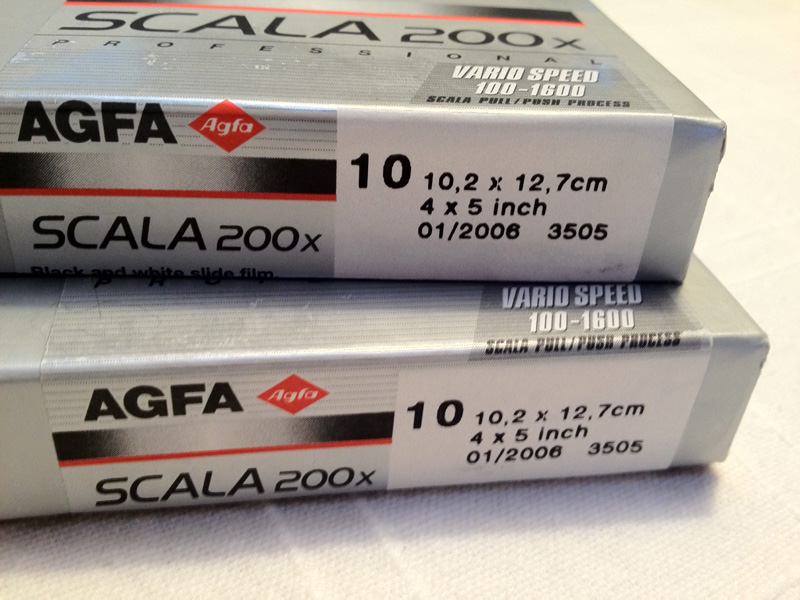 SCALA 200x
PROFESSIONAL
VARIO SPEED
100-1600
SCALA PULL/PUSH PROCESS
AGFA Agfa
SCALA 200x
Black and white slide film.
10 10,2 x 12,7cm
4 x 5 inch
01/2006 3505
VARIO SPEED
100-1600
SCALA PULL/PUSH PROCESS
AGFA Agfa
SCALA 200x
10 10,2 x 12,7cm
4 x 5 inch
01/2006 3505